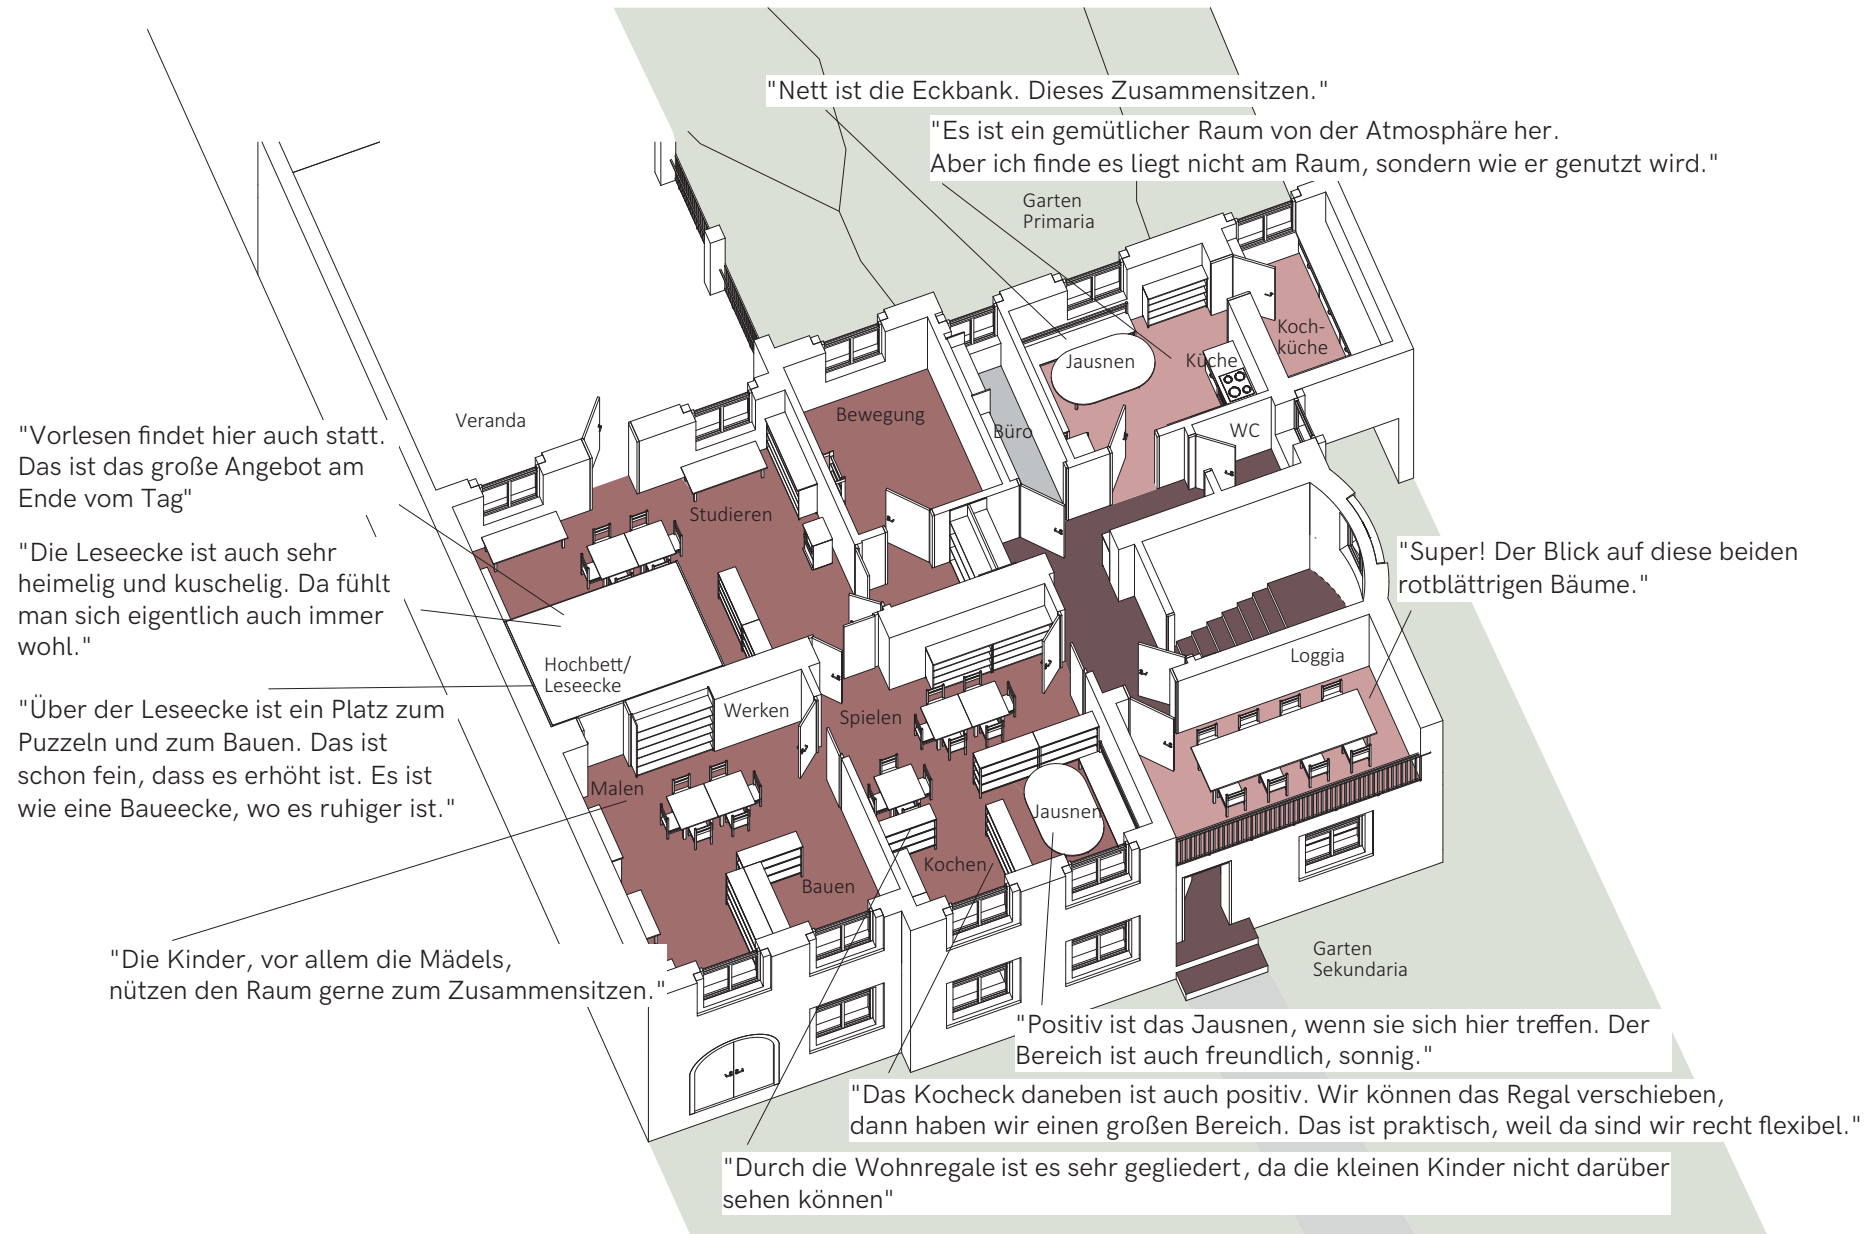 "Nett ist die Eckbank. Dieses Zusammensitzen."
"Es ist ein gemütlicher Raum von der Atmosphäre her.
Aber ich finde es liegt nicht am Raum, sondern wie er genutzt wird."
Garten
Primaria
Koch-
küche
Jausnen
Küche
Bewegung
Büro
WC
Veranda
"Vorlesen findet hier auch statt.
Das ist das große Angebot am
Ende vom Tag"
Studieren
"Die Leseecke ist auch sehr
heimelig und kuschelig. Da fühlt
man sich eigentlich auch immer
wohl."
"Super! Der Blick auf diese beiden
rotblättrigen Bäume."
Hochbett/
Leseecke
Loggia
"Über der Leseecke ist ein Platz zum
Puzzeln und zum Bauen. Das ist
schon fein, dass es erhöht ist. Es ist
wie eine Baueecke, wo es ruhiger ist."
Werken
Spielen
Malen
Jausnen
Kochen
Bauen
"Die Kinder, vor allem die Mädels,
nützen den Raum gerne zum Zusammensitzen."
Garten
Sekundaria
"Positiv ist das Jausnen, wenn sie sich hier treffen. Der
Bereich ist auch freundlich, sonnig."
"Das Kocheck daneben ist auch positiv. Wir können das Regal verschieben,
dann haben wir einen großen Bereich. Das ist praktisch, weil da sind wir recht flexibel."
"Durch die Wohnregale ist es sehr gegliedert, da die kleinen Kinder nicht darüber
sehen können"